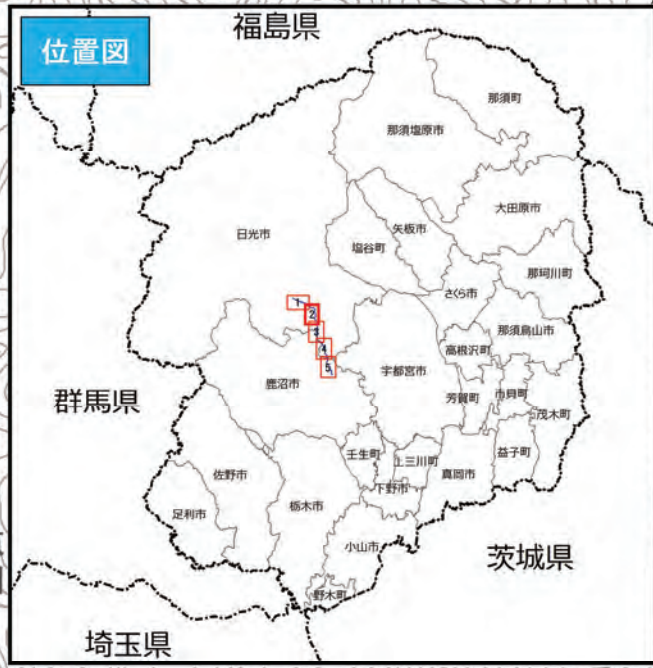 福島県
位置図
那須町
那須塩原市
大田原市
日光市
矢板市
塩谷町
那珂川町
さくら市
1
2
那須烏山市
3
高根沢町
4
宇都宮市
5
鹿沼市
芳賀町
市貝町
茂木町
群馬県
壬生町
上三川町
益子町
佐野市
真岡市
下野市
栃木市
足利市
小山市
茨城県
野木町
埼玉県